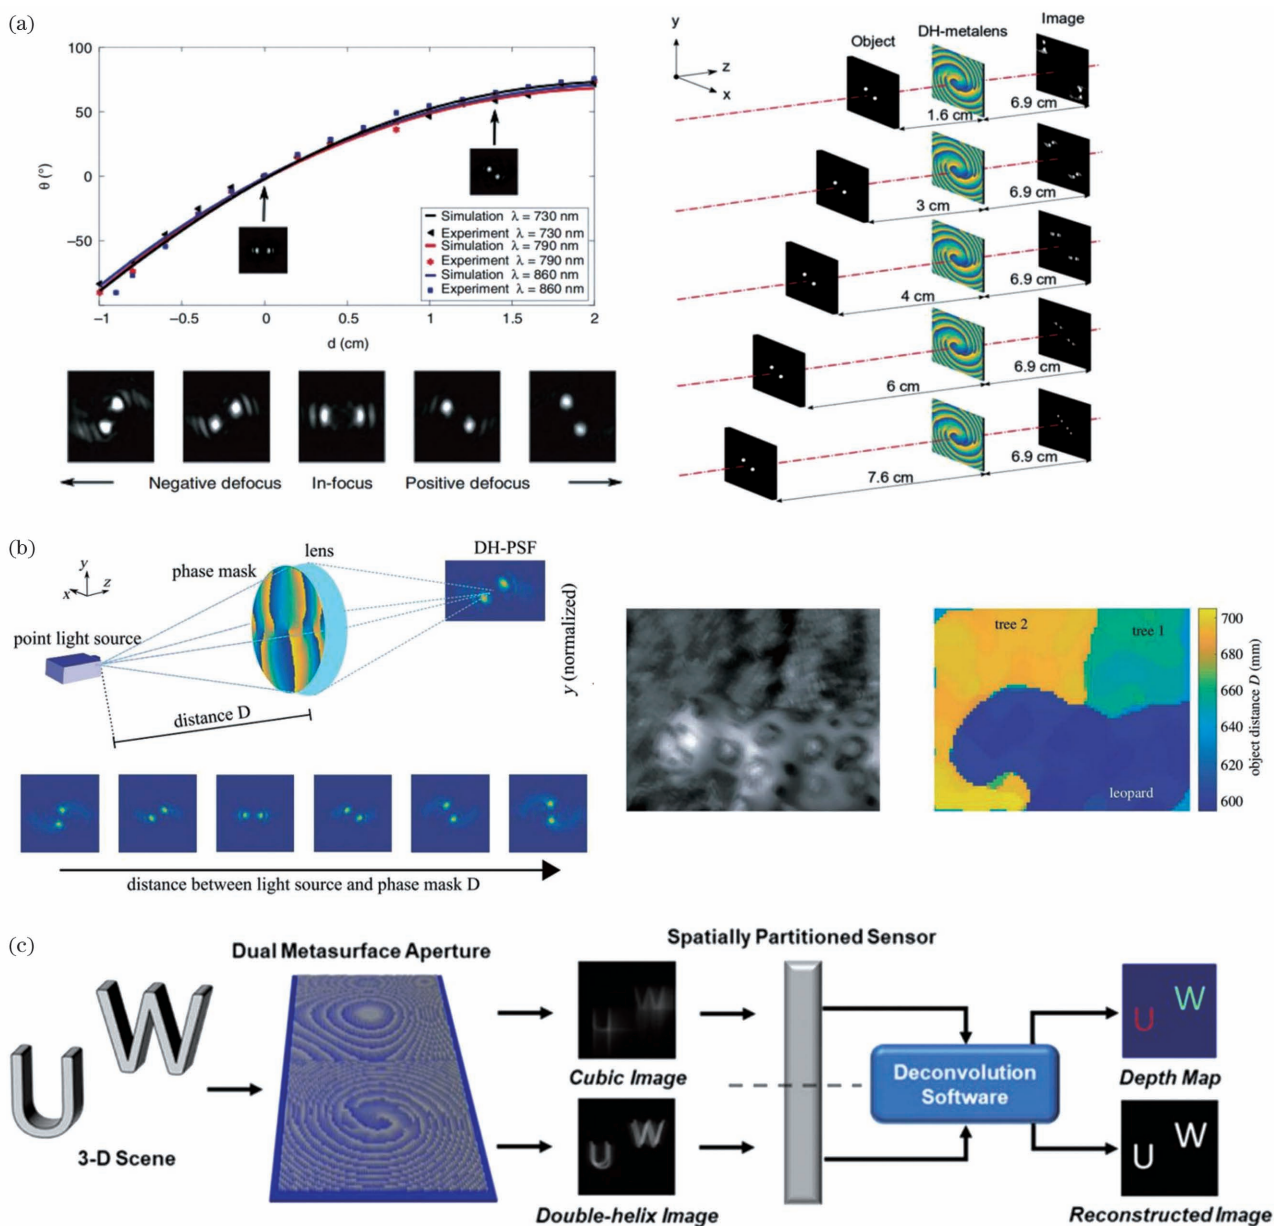 (a)
100
50
0
−50
θ (°)
−1
−0.5
0
0.5
1
1.5
2
d (cm)
Simulation λ = 730 nm
Experiment λ = 730 nm
Simulation λ = 790 nm
Experiment λ = 790 nm
Simulation λ = 860 nm
Experiment λ = 860 nm
Negative defocus
In-focus
Positive defocus
y
z
x
Object
DH-metalens
Image
1.6 cm
6.9 cm
3 cm
6.9 cm
4 cm
6.9 cm
6 cm
6.9 cm
7.6 cm
6.9 cm
(b)
y
x
z
point light source
phase mask
lens
DH-PSF
distance D
y (normalized)
distance between light source and phase mask D
tree 2
tree 1
leopard
700
680
660
640
620
600
object distance D (mm)
(c)
3-D Scene
Dual Metasurface Aperture
Cubic Image
Double-helix Image
Spatially Partitioned Sensor
Deconvolution
Software
U
W
Depth Map
U
W
Reconstructed Image